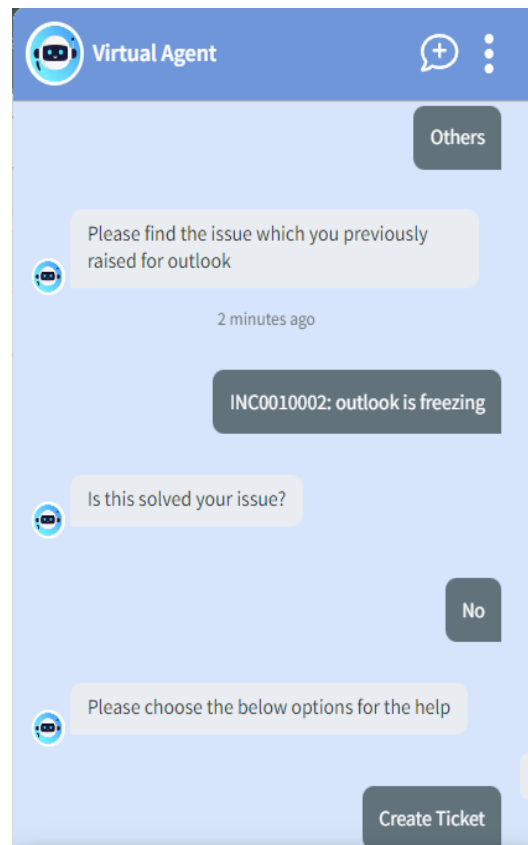 Virtual Agent
Others
Please find the issue which you previously
raised for outlook
2 minutes ago
INC0010002: outlook is freezing
Is this solved your issue?
No
Please choose the below options for the help
Create Ticket